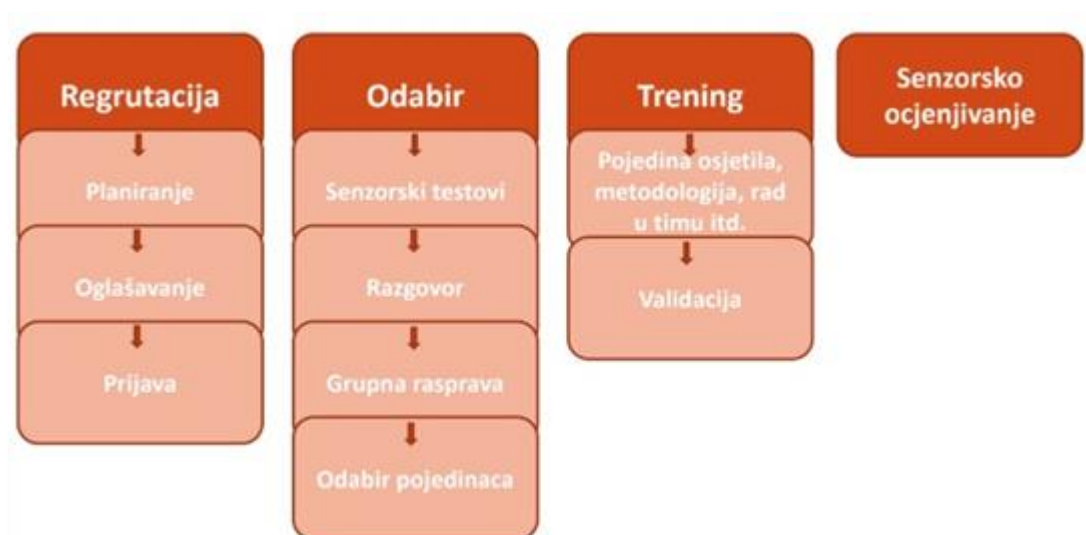 Regrutacija
Planiranje
Oglašavanje
Prijava
Odabir
Senzorski testovi
Razgovor
Grupna rasprava
Odabir pojedinaca
Trening
Pojedina osjetila,
metodologija, rad
u timu itd.
Validacija
Senzorsko
ocjenjivanje